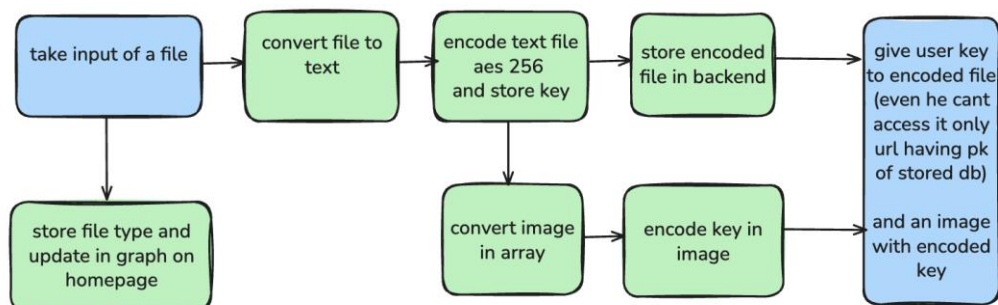 take input of a file
convert file to
text
encode text file
aes 256
and store key
store encoded
file in backend
give user key
to encoded file
(even he cant
access it only
url having pk
of stored db)
and an image
with encoded
key
store file type and
update in graph on
homepage
convert image
in array
encode key in
image